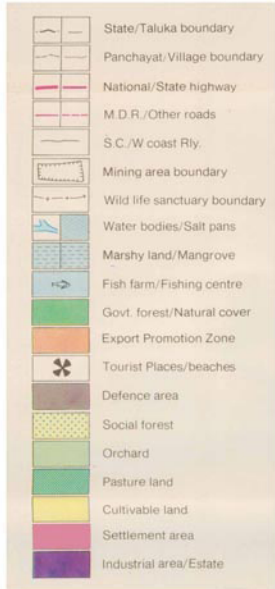 State/Taluka boundary
Panchayat/Village boundary
National/State highway
M.D.R./Other roads
S.C./W coast Rly.
Mining area boundary
Wild life sanctuary boundary
Water bodies/Salt pans
Marshy land/Mangrove
Fish farm/Fishing centre
Govt. forest/Natural cover
Export Promotion Zone
Tourist Places/beaches
Defence area
Social forest
Orchard
Pasture land
Cultivable land
Settlement area
Industrial area/Estate